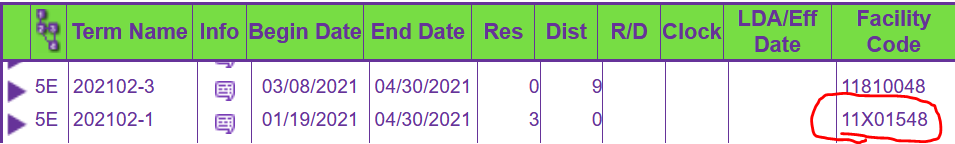 Term Name Info Begin Date End Date Res Dist R/D Clock LDA/Eff Date Facility Code
5E 202102-3 03/08/2021 04/30/2021 0 9 11810048
5E 202102-1 01/19/2021 04/30/2021 3 0 11X01548